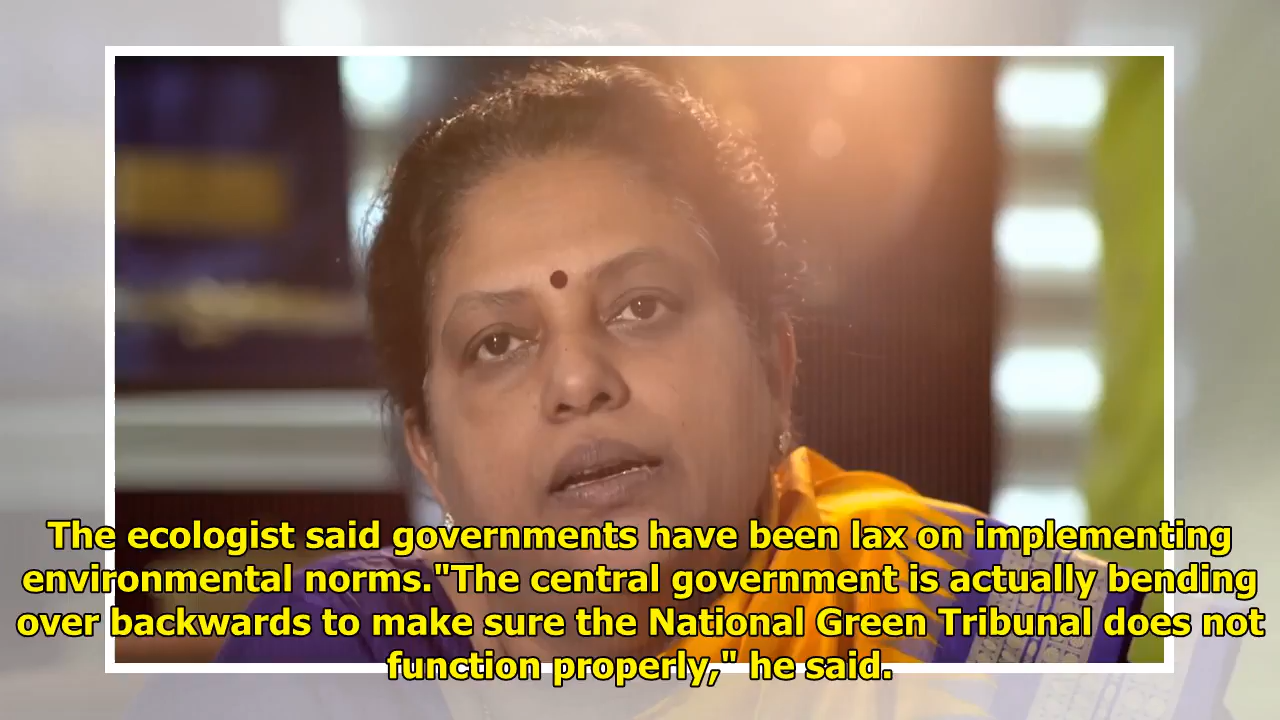 The ecologist said governments have been lax on implementing
environmental norms."The central government is actually bending
over backwards to make sure the National Green Tribunal does not
function properly," he said.